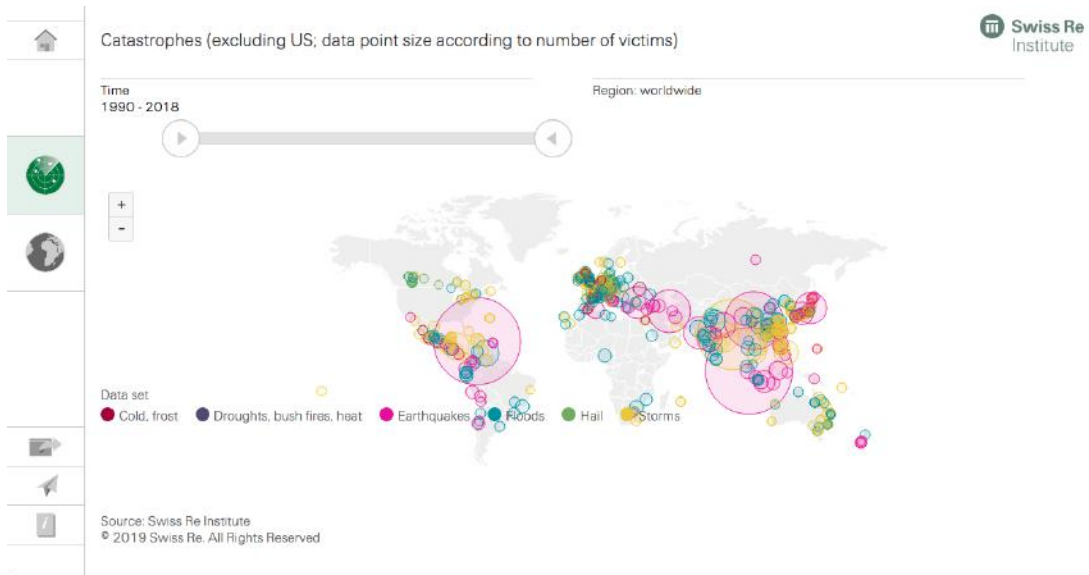 Catastrophes (excluding US; data point size according to number of victims)
Swiss Re
Institute
Time
1990 - 2018
Region: worldwide
+
-
Data set
Cold, frost
Droughts, bush fires, heat
Earthquakes
Floods
Hail
Storms
Source: Swiss Re Institute
© 2019 Swiss Re. All Rights Reserved